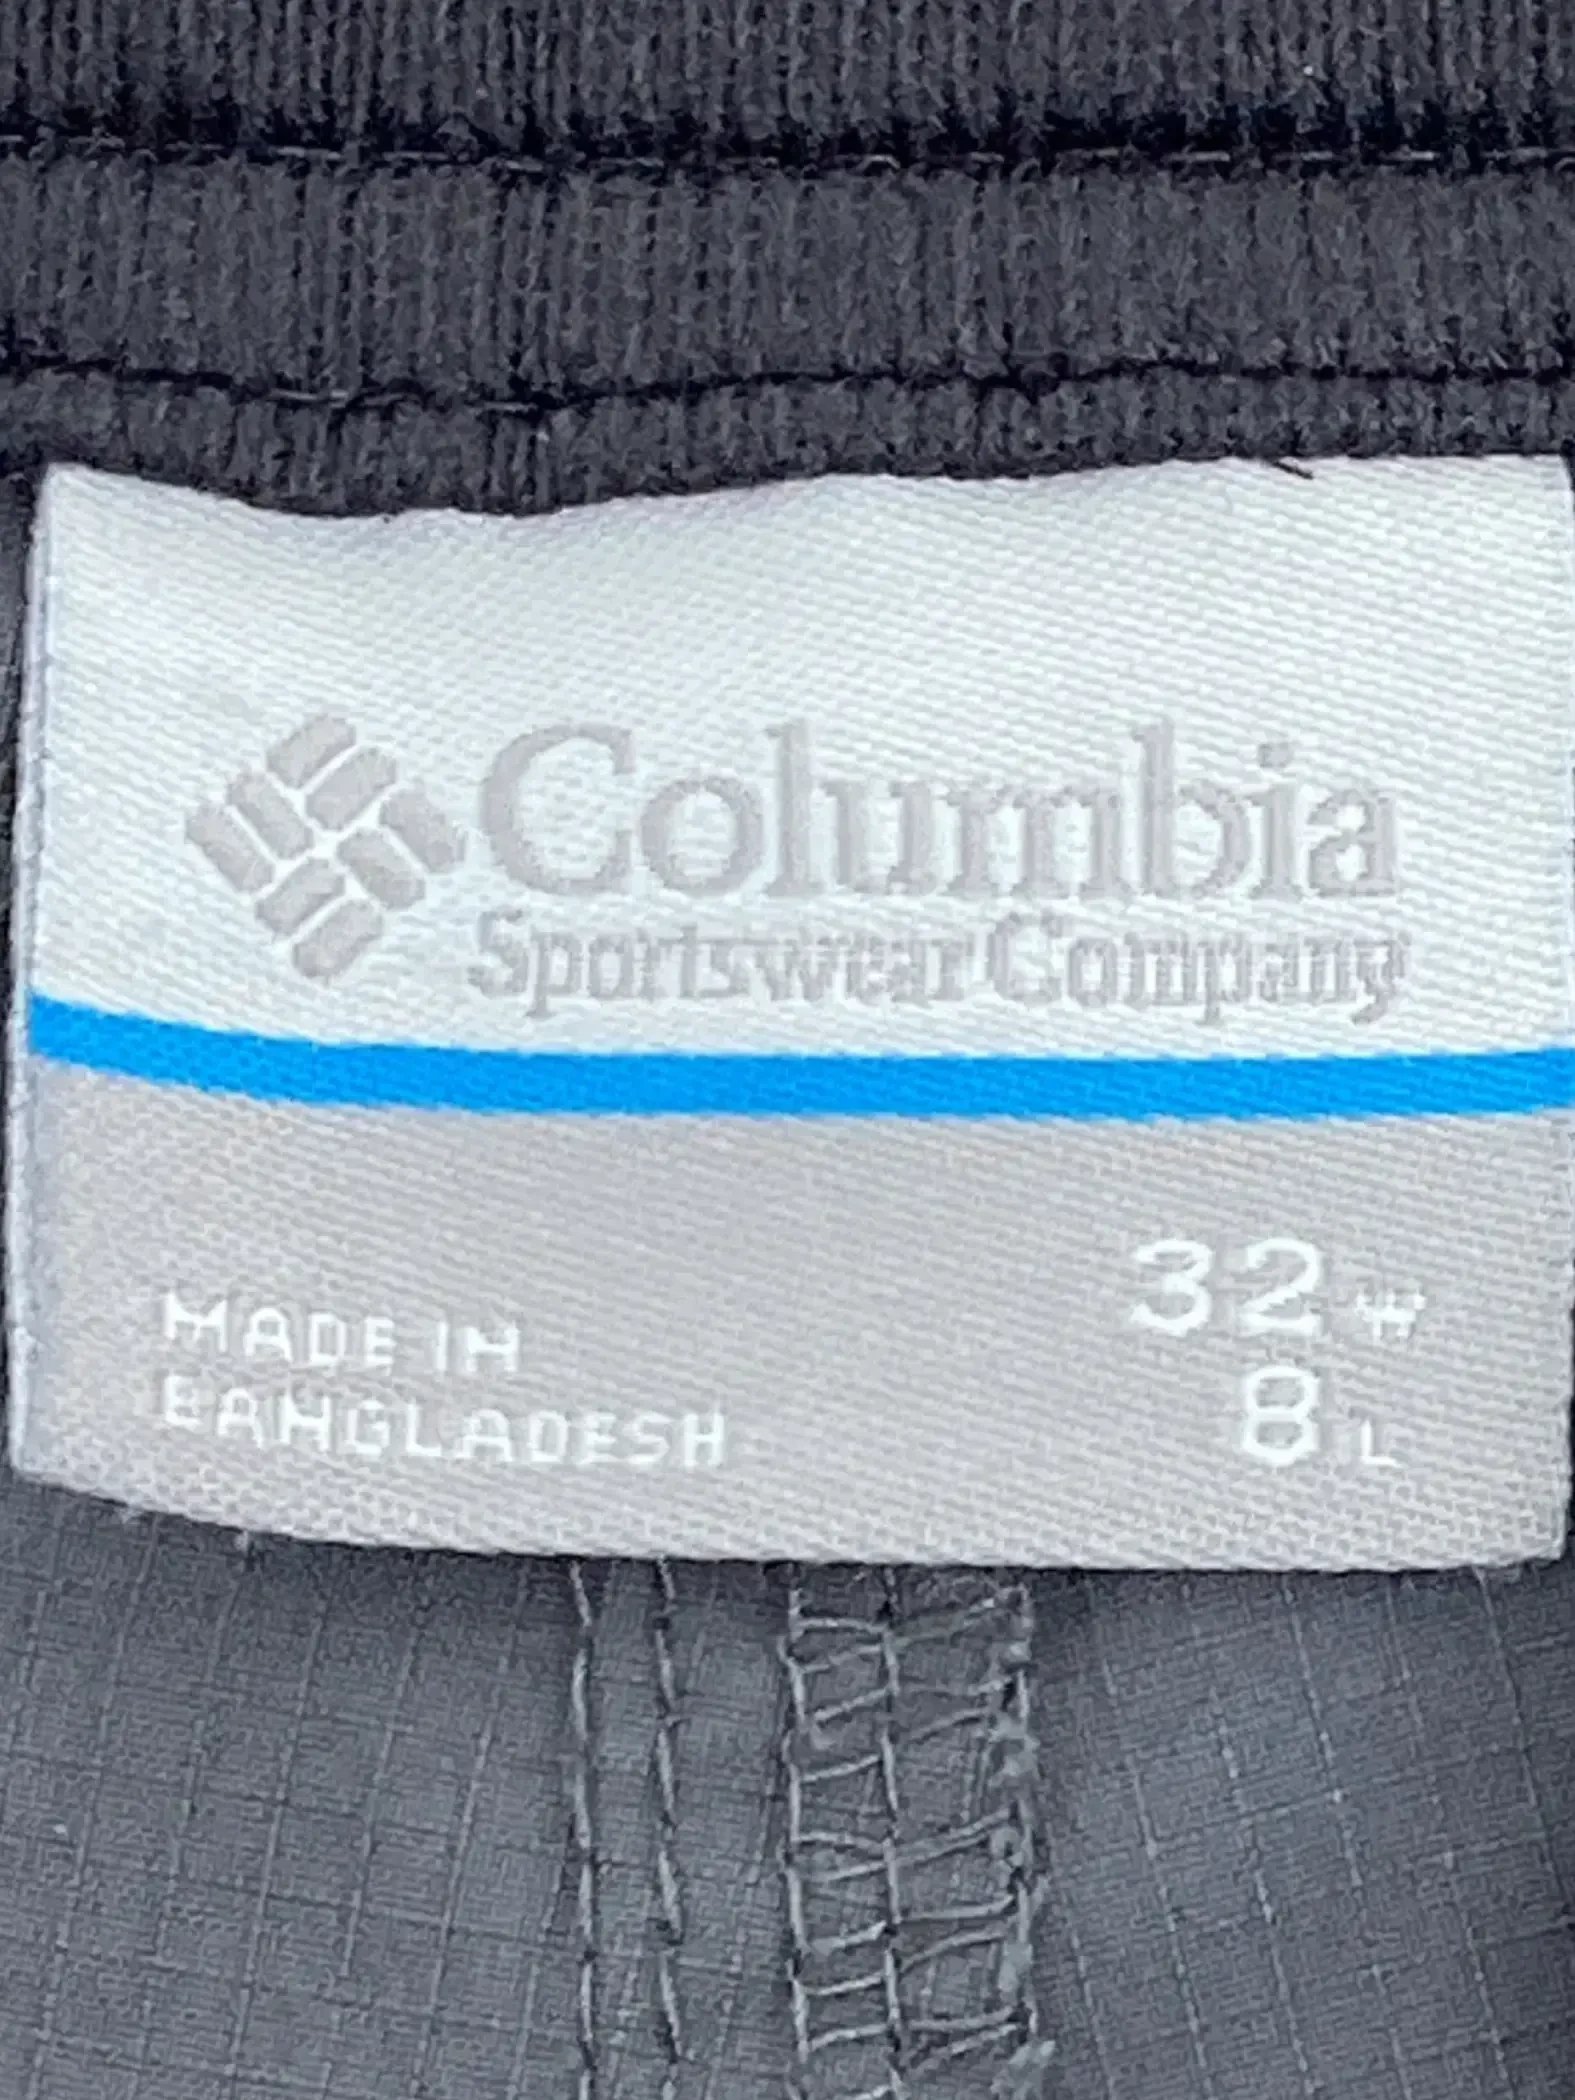 Columbia
Sportswear Company
32 W
8 L
MADE IN
BANGLADESH